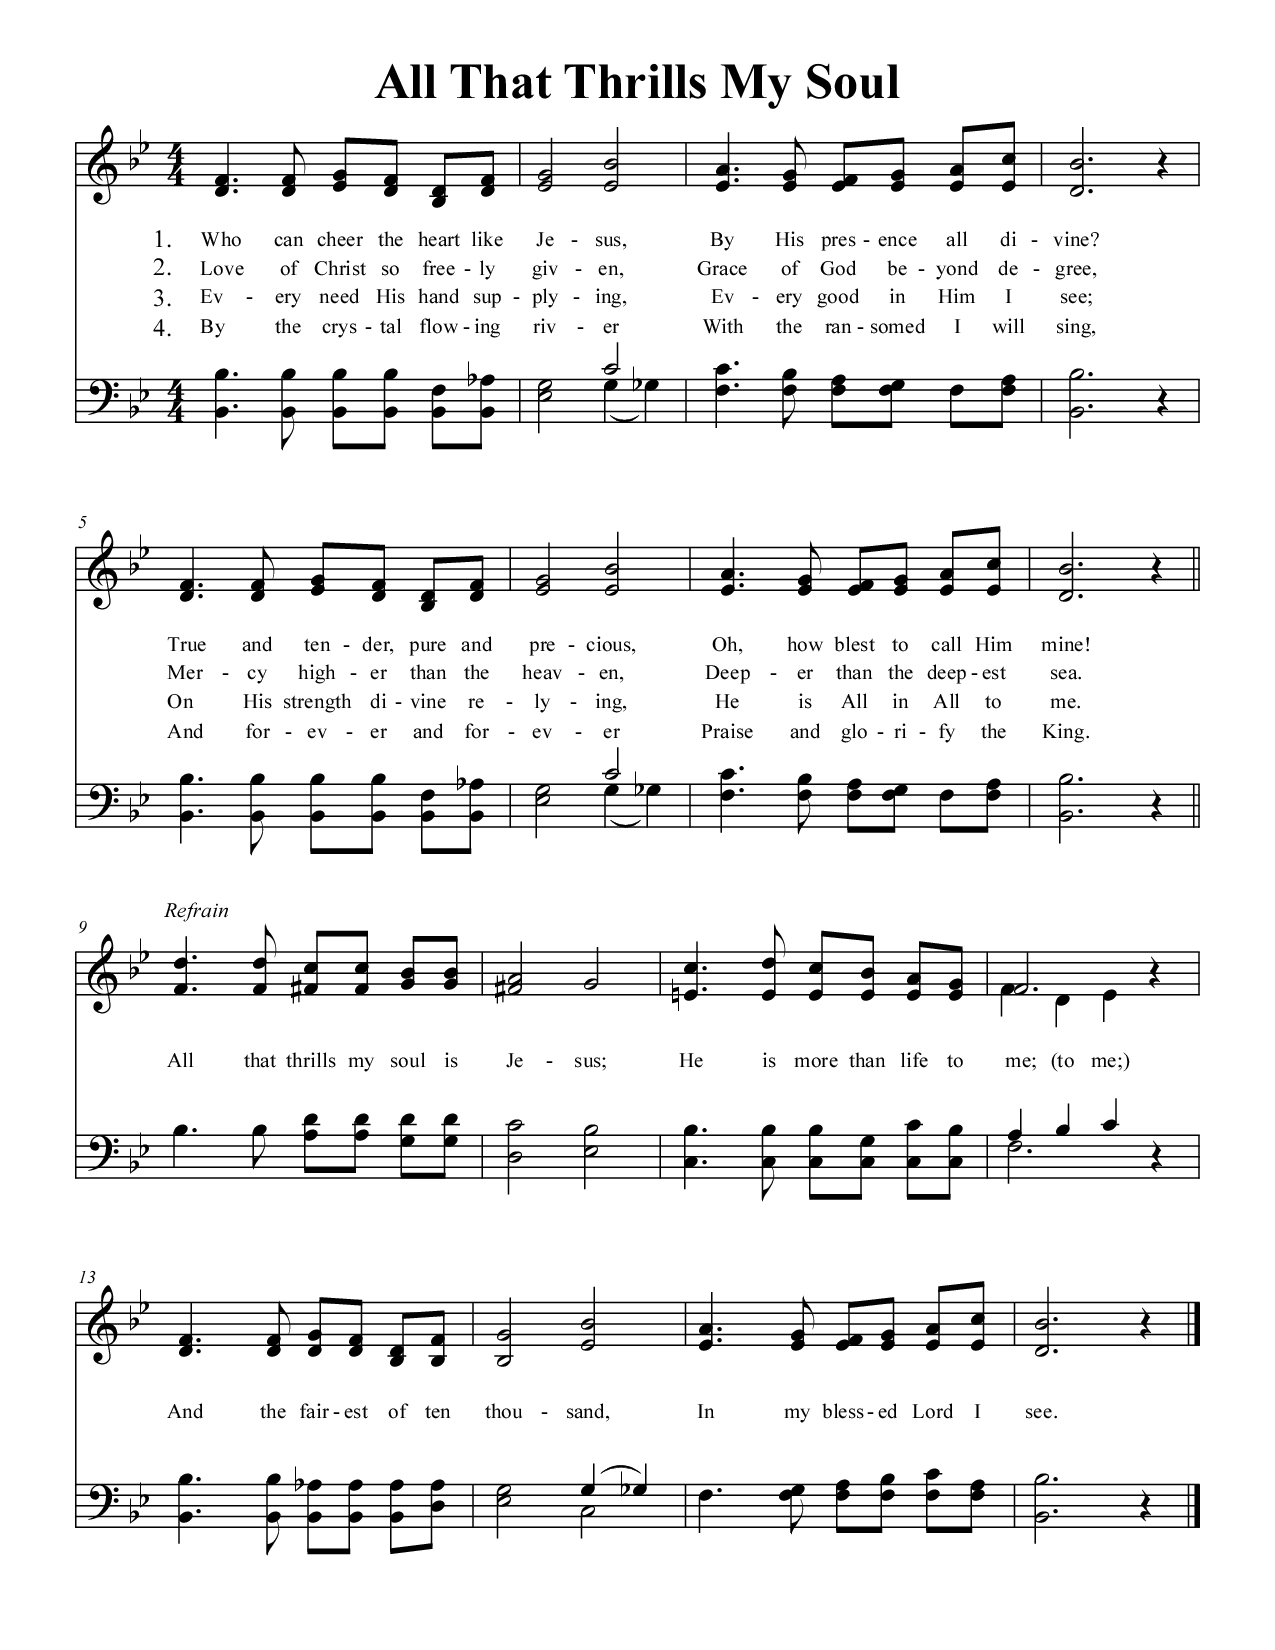 All That Thrills My Soul
1. Who can cheer the heart like Je - sus, By His pres - ence all di - vine?
2. Love of Christ so free - ly giv - en, Grace of God be - yond de - gree,
3. Ev - ery need His hand sup - ply - ing, Ev - ery good in Him I see;
4. By the crys - tal flow - ing riv - er With the ran - somed I will sing,
5
True and ten - der, pure and pre - cious, Oh, how blest to call Him mine!
Mer - cy high - er than the heav - en, Deep - er than the deep - est sea.
On His strength di - vine re - ly - ing, He is All in All to me.
And for - ev - er and for - ev - er Praise and glo - ri - fy the King.
Refrain
9
All that thrills my soul is Je - sus; He is more than life to me; (to me;)
13
And the fair - est of ten thou - sand, In my bless - ed Lord I see.